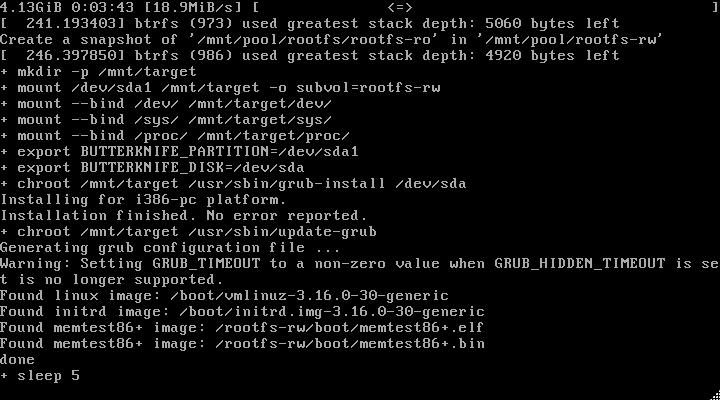 4.13GiB 0:03:43 [18.9MiB/s] [                  <=>                                          ]
[  241.193403] btrfs (973) used greatest stack depth: 5060 bytes left
Create a snapshot of '/mnt/pool/rootfs/rootfs-ro' in '/mnt/pool/rootfs-rw'
[  246.397850] btrfs (986) used greatest stack depth: 4920 bytes left
+ mkdir -p /mnt/target
+ mount /dev/sda1 /mnt/target -o subvol=rootfs-rw
+ mount --bind /dev/ /mnt/target/dev/
+ mount --bind /sys/ /mnt/target/sys/
+ mount --bind /proc/ /mnt/target/proc/
+ export BUTTERKNIFE_PARTITION=/dev/sda1
+ export BUTTERKNIFE_DISK=/dev/sda
+ chroot /mnt/target /usr/sbin/grub-install /dev/sda
Installing for i386-pc platform.
Installation finished. No error reported.
+ chroot /mnt/target /usr/sbin/update-grub
Generating grub configuration file ...
Warning: Setting GRUB_TIMEOUT to a non-zero value when GRUB_HIDDEN_TIMEOUT is se
t is no longer supported.
Found linux image: /boot/vmlinuz-3.16.0-30-generic
Found initrd image: /boot/initrd.img-3.16.0-30-generic
Found memtest86+ image: /rootfs-rw/boot/memtest86+.elf
Found memtest86+ image: /rootfs-rw/boot/memtest86+.bin
done
+ sleep 5